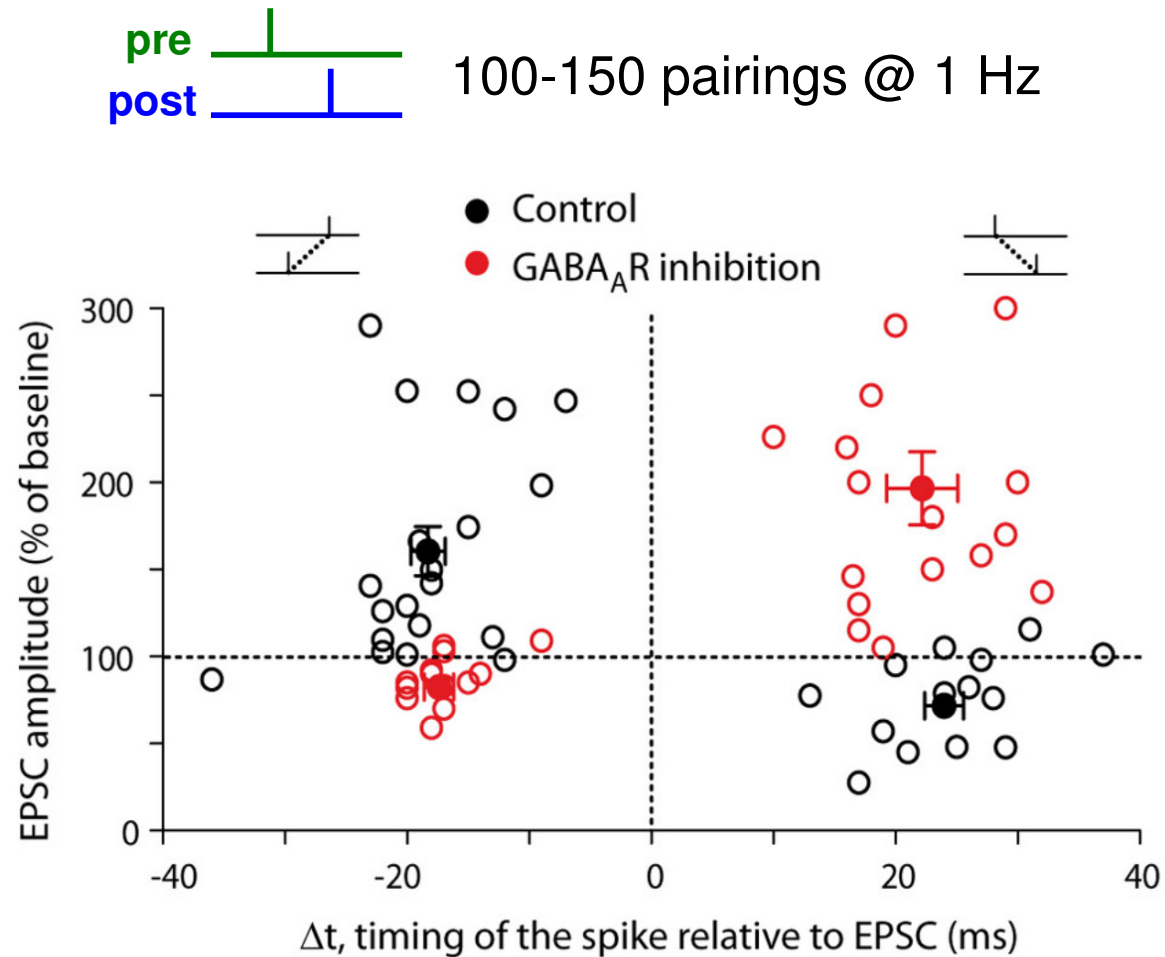 pre
post
100-150 pairings @ 1 Hz
Control
GABAAR inhibition
EPSC amplitude (% of baseline)
300
200
100
0
-40
-20
0
20
40
Δt, timing of the spike relative to EPSC (ms)